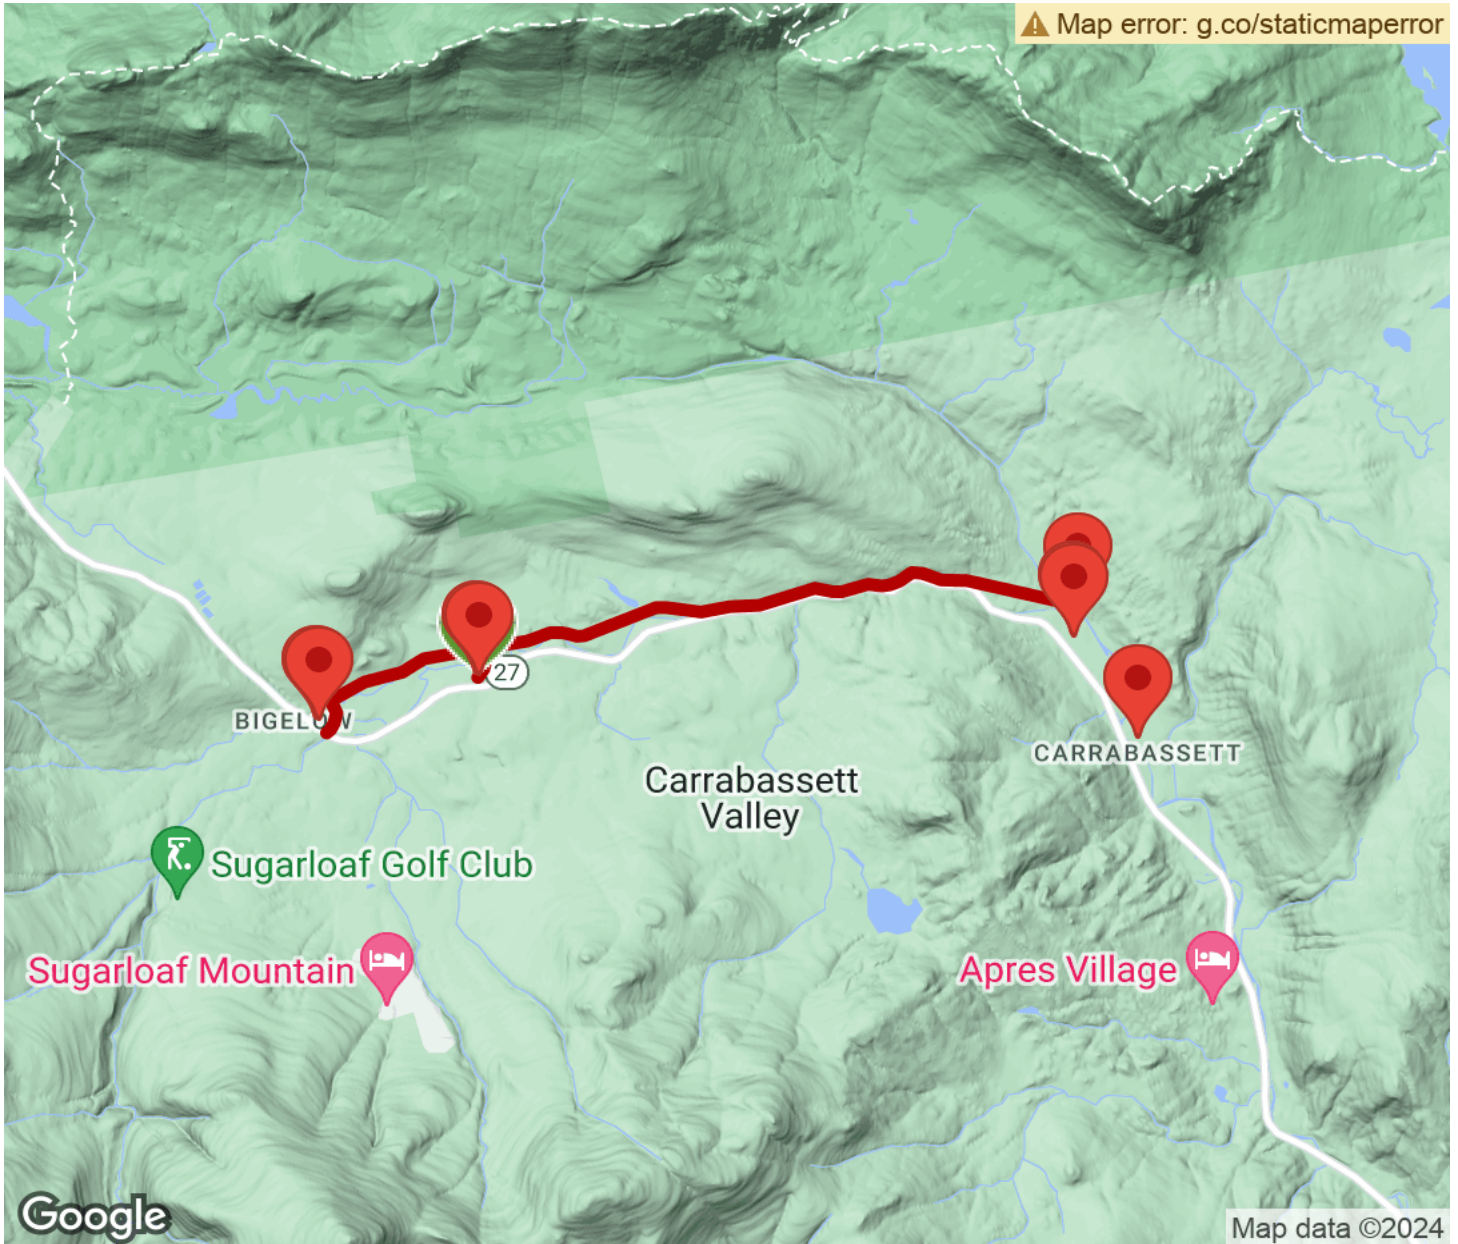 Map error: g.co/staticmaperror
27
BIGELOW
CARRABASSETT
Carrabassett
Valley
Sugarloaf Golf Club
Sugarloaf Mountain
Apres Village
Google
Map data ©2024